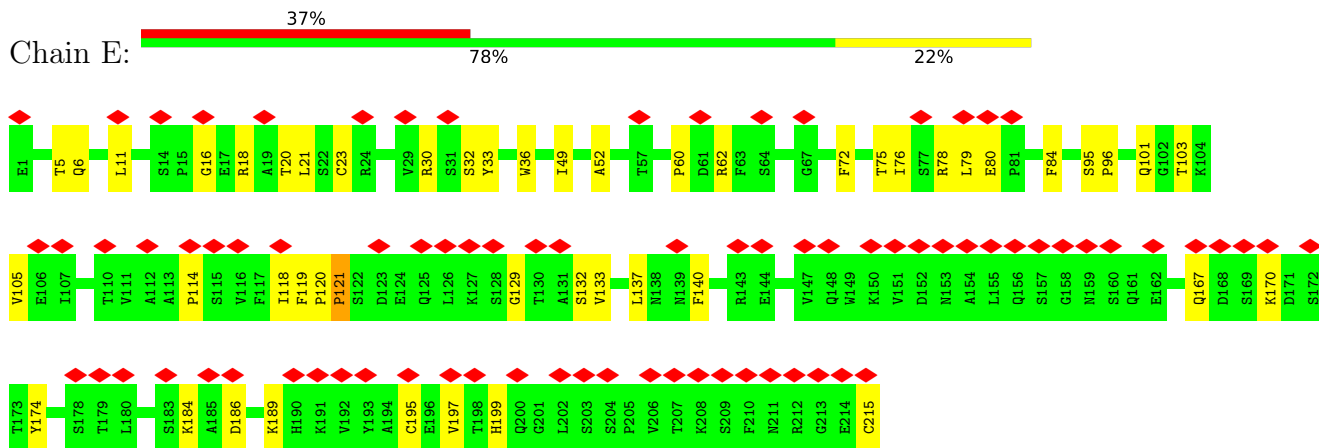 37%
Chain E:
78%
22%
E1 T5 Q6 L11 S14 P15 G16 E17 R18 A19 T20 L21 S22 C23 R24 V29 R30 S31 S32 Y33 W36 I49 A52 T57 P60 D61 R62 F63 S64 G67 F72 T75 I76 S77 R78 L79 E80 P81 F84 S95 P96 Q101 G102 T103 K104
V105 E106 I107 T110 V111 A112 A113 P114 S115 V116 F117 I118 F119 P120 P121 S122 D123 E124 Q125 L126 K127 S128 G129 T130 A131 S132 V133 L137 N138 N139 F140 R143 E144 V147 Q148 W149 K150 V151 D152 N153 A154 L155 Q156 S157 G158 N159 S160 Q161 E162 Q167 D168 S169 K170 D171 S172
T173 Y174 S178 T179 L180 S183 K184 A185 D186 K189 H190 K191 V192 Y193 A194 C195 E196 V197 T198 H199 Q200 G201 L202 S203 S204 P205 V206 T207 K208 S209 F210 N211 R212 G213 E214 C215